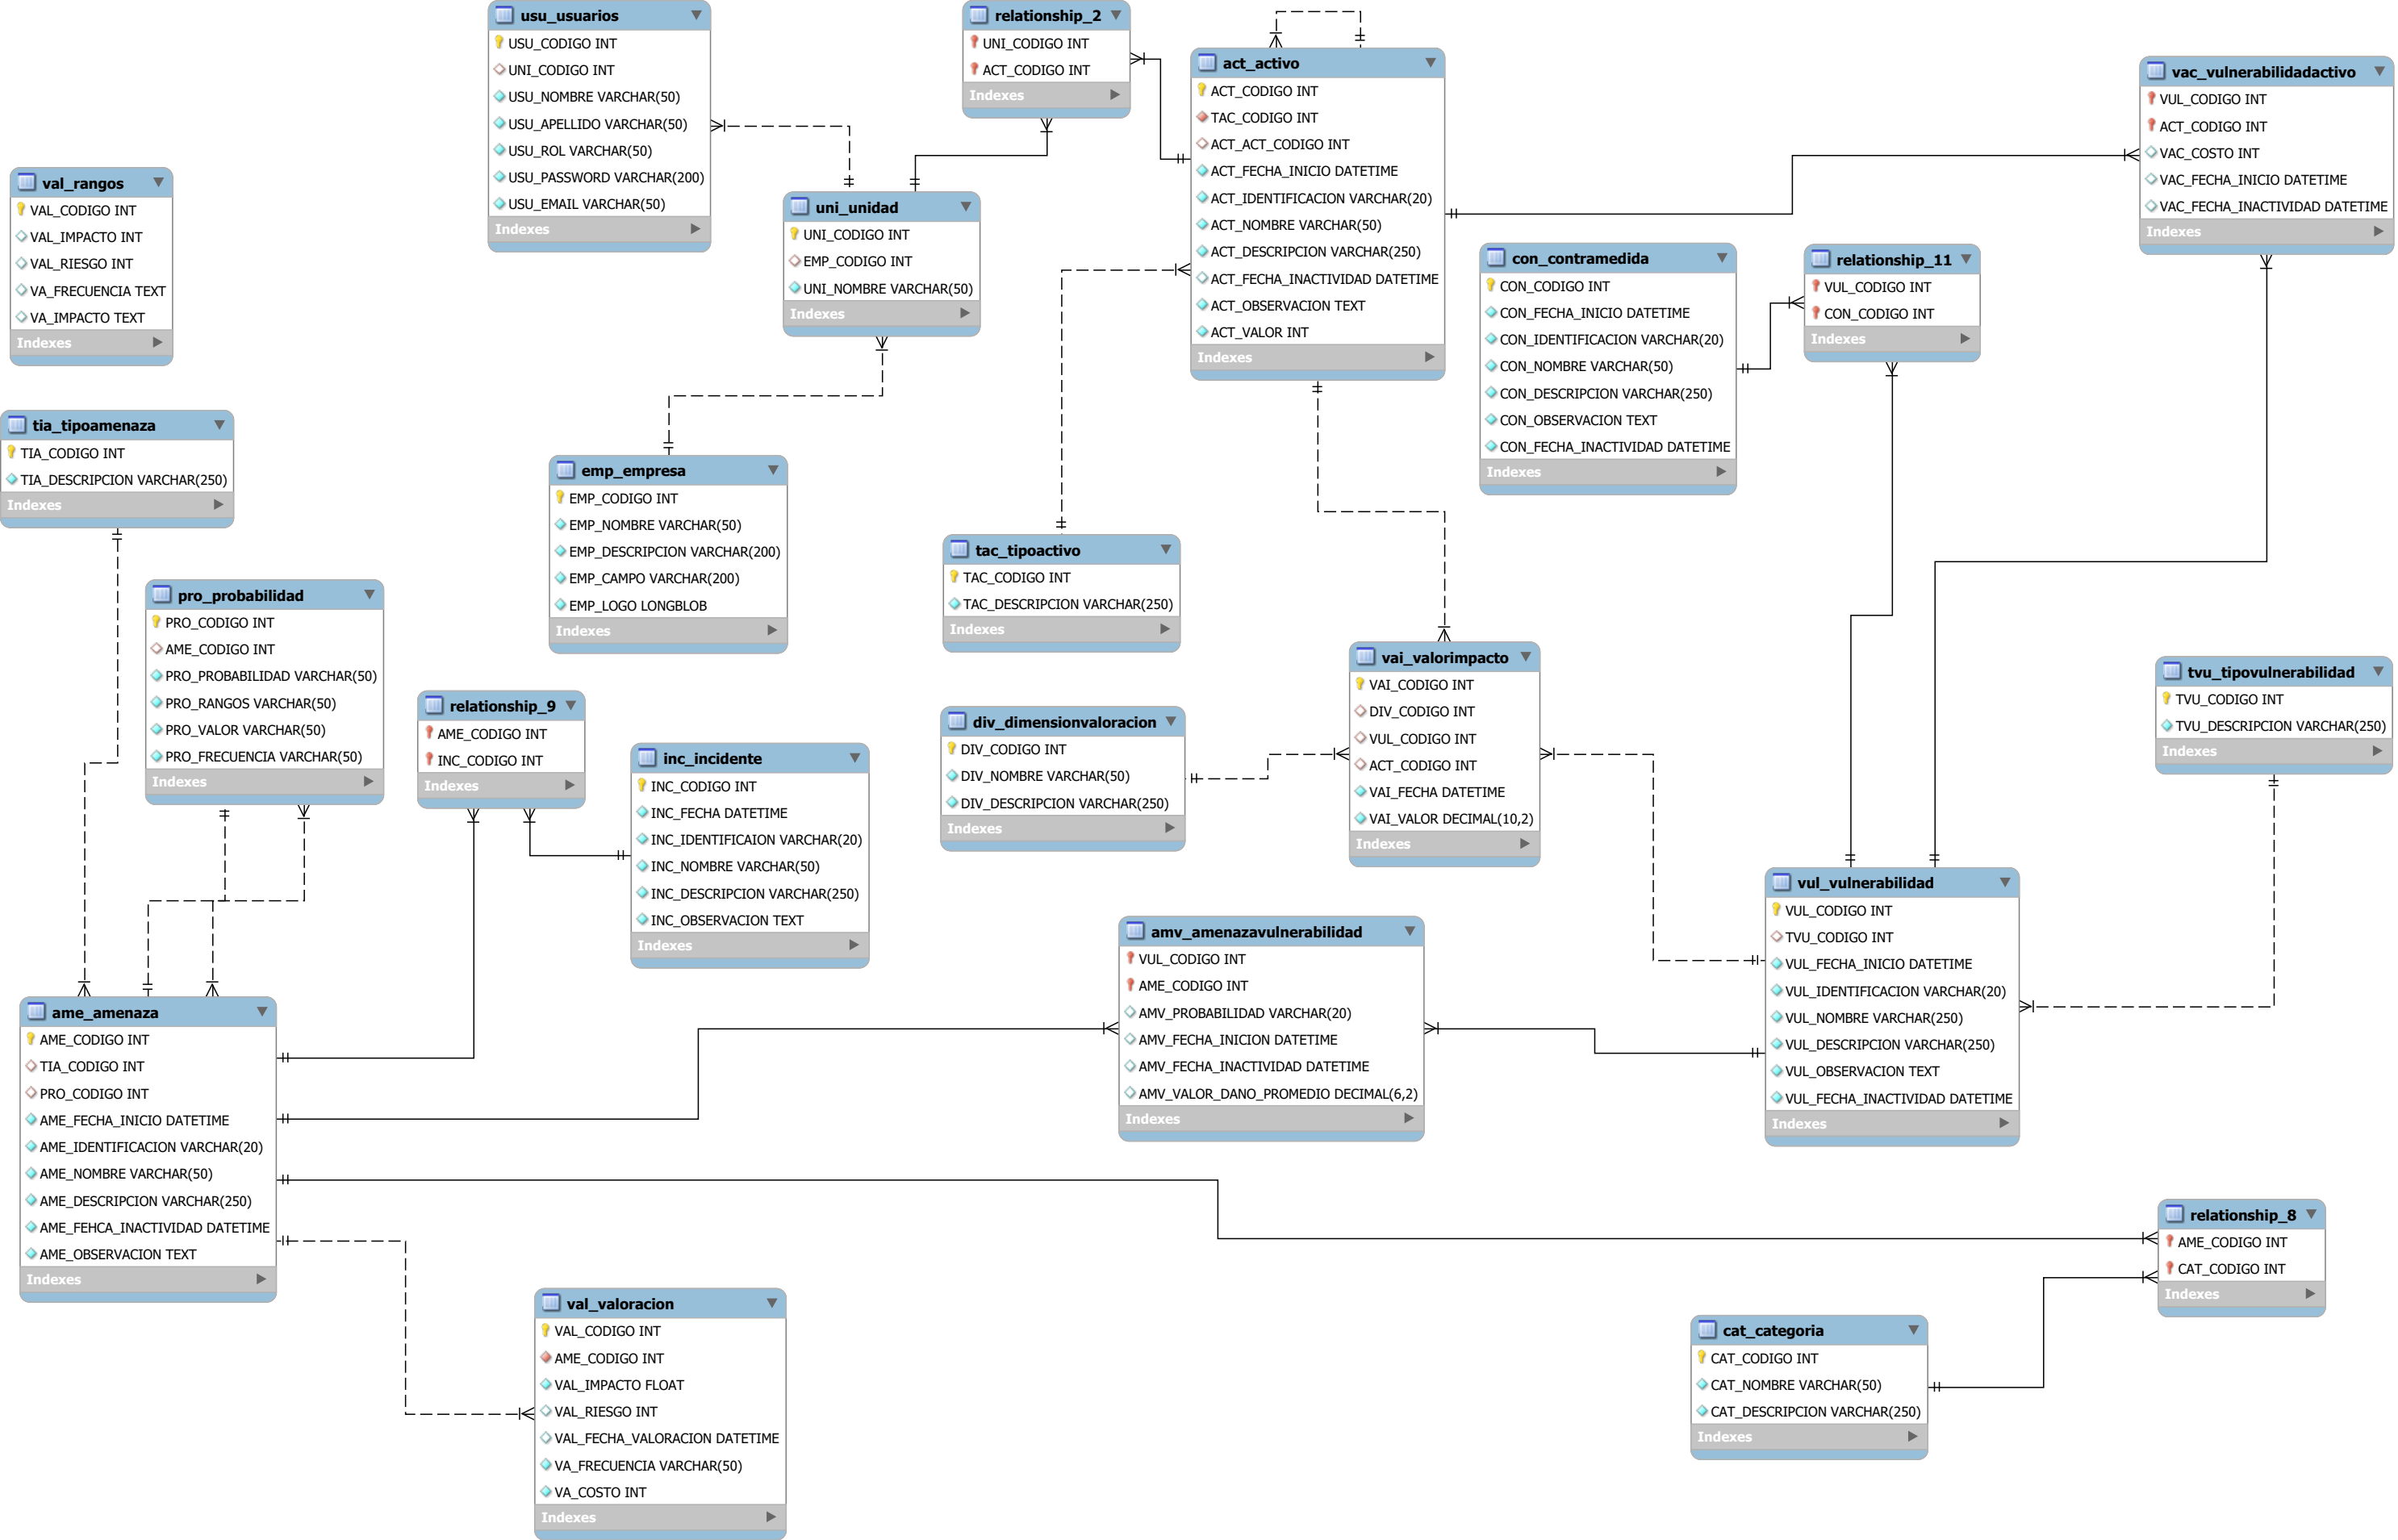 usu_usuarios
USU_CODIGO INT
UNI_CODIGO INT
USU_NOMBRE VARCHAR(50)
USU_APELLIDO VARCHAR(50)
USU_ROL VARCHAR(50)
USU_PASSWORD VARCHAR(200)
USU_EMAIL VARCHAR(50)
Indexes
relationship_2
UNI_CODIGO INT
ACT_CODIGO INT
Indexes
act_activo
ACT_CODIGO INT
TAC_CODIGO INT
ACT_ACT_CODIGO INT
ACT_FECHA_INICIO DATETIME
ACT_IDENTIFICACION VARCHAR(20)
ACT_NOMBRE VARCHAR(50)
ACT_DESCRIPCION VARCHAR(250)
ACT_FECHA_INACTIVIDAD DATETIME
ACT_OBSERVACION TEXT
ACT_VALOR INT
Indexes
vac_vulnerabilidadactivo
VUL_CODIGO INT
ACT_CODIGO INT
VAC_COSTO INT
VAC_FECHA_INICIO DATETIME
VAC_FECHA_INACTIVIDAD DATETIME
Indexes
val_rangos
VAL_CODIGO INT
VAL_IMPACTO INT
VAL_RIESGO INT
VA_FRECUENCIA TEXT
VA_IMPACTO TEXT
Indexes
uni_unidad
UNI_CODIGO INT
EMP_CODIGO INT
UNI_NOMBRE VARCHAR(50)
Indexes
con_contramedida
CON_CODIGO INT
CON_FECHA_INICIO DATETIME
CON_IDENTIFICACION VARCHAR(20)
CON_NOMBRE VARCHAR(50)
CON_DESCRIPCION VARCHAR(250)
CON_OBSERVACION TEXT
CON_FECHA_INACTIVIDAD DATETIME
Indexes
relationship_11
VUL_CODIGO INT
CON_CODIGO INT
Indexes
tia_tipoamenaza
TIA_CODIGO INT
TIA_DESCRIPCION VARCHAR(250)
Indexes
emp_empresa
EMP_CODIGO INT
EMP_NOMBRE VARCHAR(50)
EMP_DESCRIPCION VARCHAR(200)
EMP_CAMPO VARCHAR(200)
EMP_LOGO LONGBLOB
Indexes
tac_tipoactivo
TAC_CODIGO INT
TAC_DESCRIPCION VARCHAR(250)
Indexes
pro_probabilidad
PRO_CODIGO INT
AME_CODIGO INT
PRO_PROBABILIDAD VARCHAR(50)
PRO_RANGOS VARCHAR(50)
PRO_VALOR VARCHAR(50)
PRO_FRECUENCIA VARCHAR(50)
Indexes
vai_valorimpacto
VAI_CODIGO INT
DIV_CODIGO INT
VUL_CODIGO INT
ACT_CODIGO INT
VAI_FECHA DATETIME
VAI_VALOR DECIMAL(10,2)
Indexes
tvu_tipovulnerabilidad
TVU_CODIGO INT
TVU_DESCRIPCION VARCHAR(250)
Indexes
relationship_9
AME_CODIGO INT
INC_CODIGO INT
Indexes
div_dimensionvaloracion
DIV_CODIGO INT
DIV_NOMBRE VARCHAR(50)
DIV_DESCRIPCION VARCHAR(250)
Indexes
inc_incidente
INC_CODIGO INT
INC_FECHA DATETIME
INC_IDENTIFICAION VARCHAR(20)
INC_NOMBRE VARCHAR(50)
INC_DESCRIPCION VARCHAR(250)
INC_OBSERVACION TEXT
Indexes
vul_vulnerabilidad
VUL_CODIGO INT
TVU_CODIGO INT
VUL_FECHA_INICIO DATETIME
VUL_IDENTIFICACION VARCHAR(20)
VUL_NOMBRE VARCHAR(250)
VUL_DESCRIPCION VARCHAR(250)
VUL_OBSERVACION TEXT
VUL_FECHA_INACTIVIDAD DATETIME
Indexes
amv_amenazavulnerabilidad
VUL_CODIGO INT
AME_CODIGO INT
AMV_PROBABILIDAD VARCHAR(20)
AMV_FECHA_INICION DATETIME
AMV_FECHA_INACTIVIDAD DATETIME
AMV_VALOR_DANO_PROMEDIO DECIMAL(6,2)
Indexes
ame_amenaza
AME_CODIGO INT
TIA_CODIGO INT
PRO_CODIGO INT
AME_FECHA_INICIO DATETIME
AME_IDENTIFICACION VARCHAR(20)
AME_NOMBRE VARCHAR(50)
AME_DESCRIPCION VARCHAR(250)
AME_FEHCA_INACTIVIDAD DATETIME
AME_OBSERVACION TEXT
Indexes
relationship_8
AME_CODIGO INT
CAT_CODIGO INT
Indexes
val_valoracion
VAL_CODIGO INT
AME_CODIGO INT
VAL_IMPACTO FLOAT
VAL_RIESGO INT
VAL_FECHA_VALORACION DATETIME
VA_FRECUENCIA VARCHAR(50)
VA_COSTO INT
Indexes
cat_categoria
CAT_CODIGO INT
CAT_NOMBRE VARCHAR(50)
CAT_DESCRIPCION VARCHAR(250)
Indexes